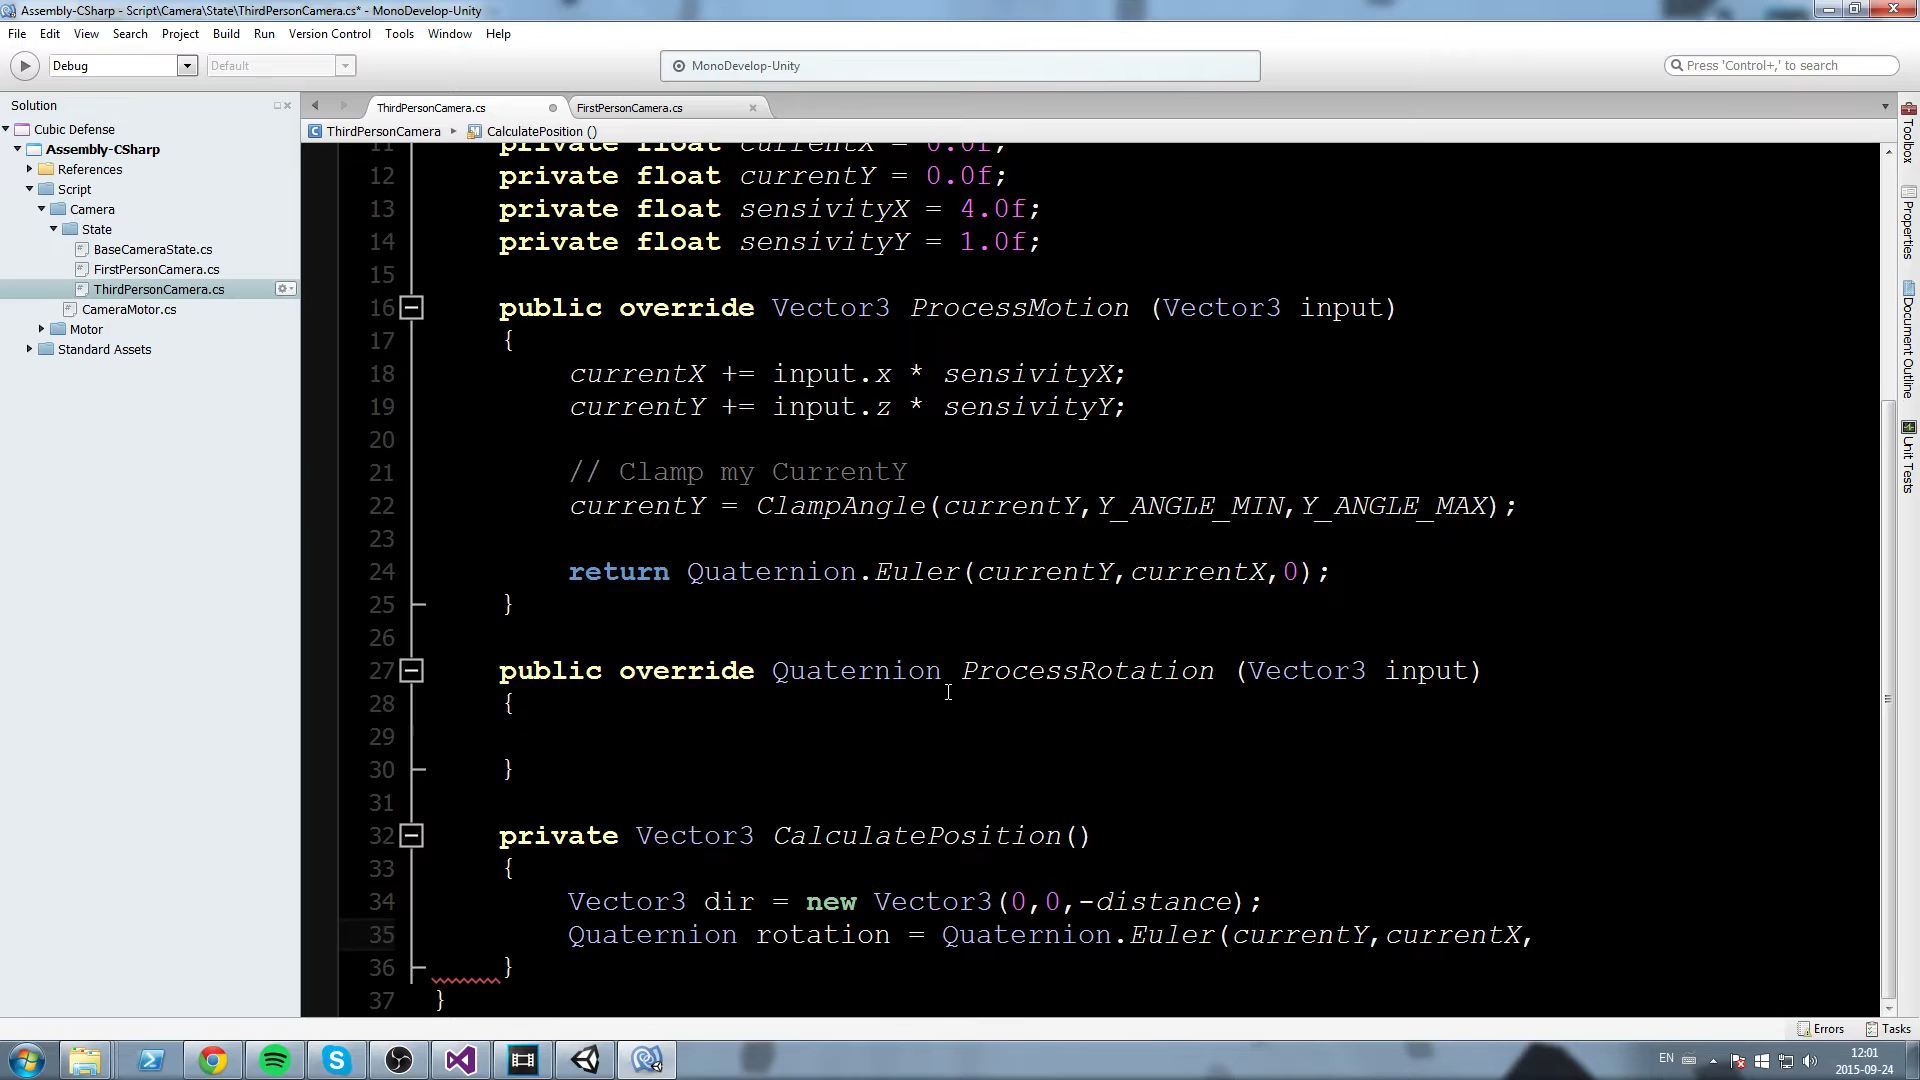 Assembly-CSharp - Script\Camera\State\ThirdPersonCamera.cs* - MonoDevelop-Unity
File Edit View Search Project Build Run Version Control Tools Window Help
Debug Default MonoDevelop-Unity Press 'Control+,' to search
Solution ThirdPersonCamera.cs FirstPersonCamera.cs
ThirdPersonCamera CalculatePosition ()
Cubic Defense
Assembly-CSharp
References
Script
Camera
State
BaseCameraState.cs
FirstPersonCamera.cs
ThirdPersonCamera.cs
CameraMotor.cs
Motor
Standard Assets
11 private float currentX = 0.0f;
12 private float currentY = 0.0f;
13 private float sensivityX = 4.0f;
14 private float sensivityY = 1.0f;
15
16 public override Vector3 ProcessMotion (Vector3 input)
17 {
18 currentX += input.x * sensivityX;
19 currentY += input.z * sensivityY;
20
21 // Clamp my CurrentY
22 currentY = ClampAngle(currentY,Y_ANGLE_MIN,Y_ANGLE_MAX);
23
24 return Quaternion.Euler(currentY,currentX,0);
25 }
26
27 public override Quaternion ProcessRotation (Vector3 input)
28 {
29
30 }
31
32 private Vector3 CalculatePosition()
33 {
34 Vector3 dir = new Vector3(0,0,-distance);
35 Quaternion rotation = Quaternion.Euler(currentY,currentX,
36 }
37 }
Toolbox
Properties
Document Outline
Unit Tests
Errors Tasks
EN 12:01
2015-09-24